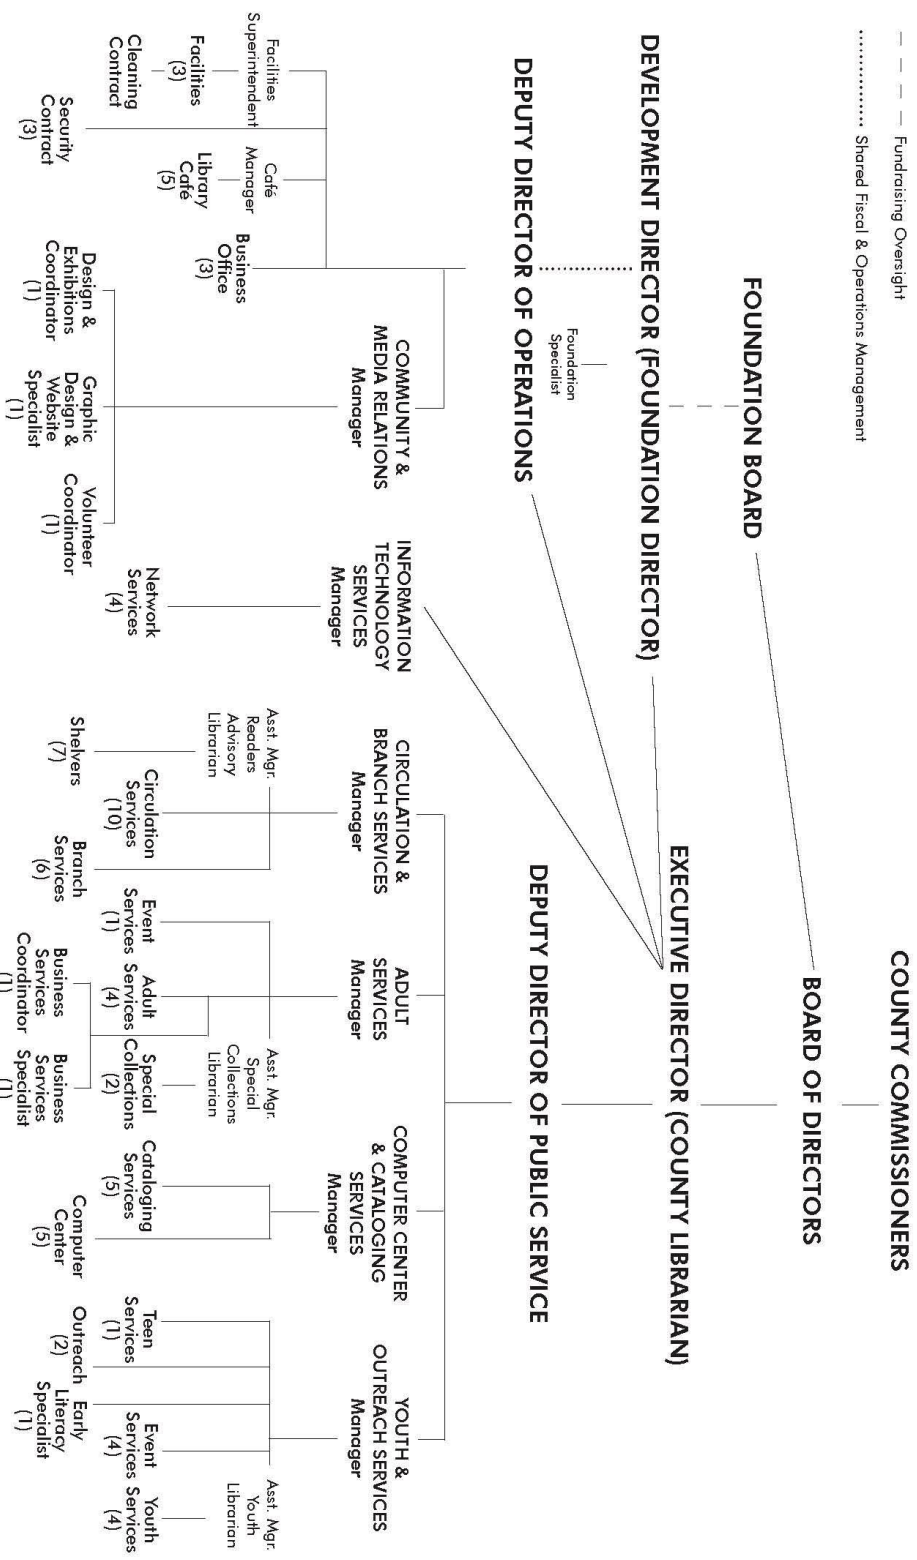 COUNTY COMMISSIONERS
BOARD OF DIRECTORS
EXECUTIVE DIRECTOR (COUNTY LIBRARIAN)
DEPUTY DIRECTOR OF PUBLIC SERVICE
— — — — Fundraising Oversight
.............. Shared Fiscal & Operations Management
FOUNDATION BOARD
DEVELOPMENT DIRECTOR (FOUNDATION DIRECTOR)
Foundation
Specialist
DEPUTY DIRECTOR OF OPERATIONS
Facilities
Superintendent
Facilities
(3)
Cleaning
Contract
Security
Contract
(3)
Café
Manager
Library
Café
(5)
Business
Office
(3)
COMMUNITY &
MEDIA RELATIONS
Manager
Design &
Exhibitions
Coordinator
(1)
Graphic
Design &
Website
Specialist
(1)
Volunteer
Coordinator
(1)
INFORMATION
TECHNOLOGY
SERVICES
Manager
Network
Services
(4)
CIRCULATION &
BRANCH SERVICES
Manager
Asst. Mgr.
Readers
Advisory
Librarian
Shelvers
(7)
Circulation
Services
(10)
Branch
Services
(6)
ADULT
SERVICES
Manager
Event
Services
(1)
Adult
Services
(4)
Asst. Mgr.
Special
Collections
Librarian
Special
Collections
(2)
Business
Services
Coordinator
(1)
Business
Services
Specialist
(1)
COMPUTER CENTER
& CATALOGING
SERVICES
Manager
Cataloging
Services
(5)
Computer
Center
(5)
YOUTH &
OUTREACH SERVICES
Manager
Teen
Services
(1)
Outreach
(2)
Early
Literacy
Specialist
(1)
Event
Services
(4)
Asst. Mgr.
Youth
Librarian
Youth
Services
(4)